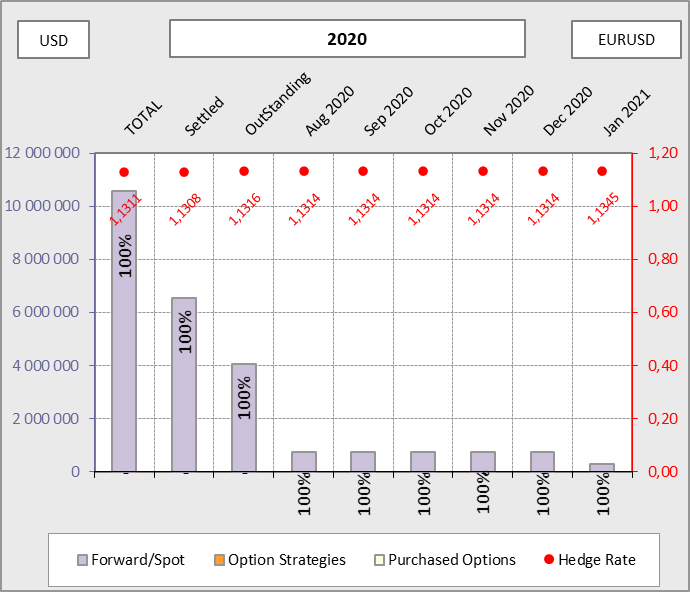 USD
2020
EURUSD
TOTAL
Settled
OutStanding
Aug 2020
Sep 2020
Oct 2020
Nov 2020
Dec 2020
Jan 2021
12 000 000
10 000 000
8 000 000
6 000 000
4 000 000
2 000 000
0
1,20
1,00
0,80
0,60
0,40
0,20
0,00
1,1311
1,1308
1,1316
1,1314
1,1314
1,1314
1,1314
1,1314
1,1345
100%
100%
100%
100%
100%
100%
100%
100%
100%
Forward/Spot
Option Strategies
Purchased Options
Hedge Rate